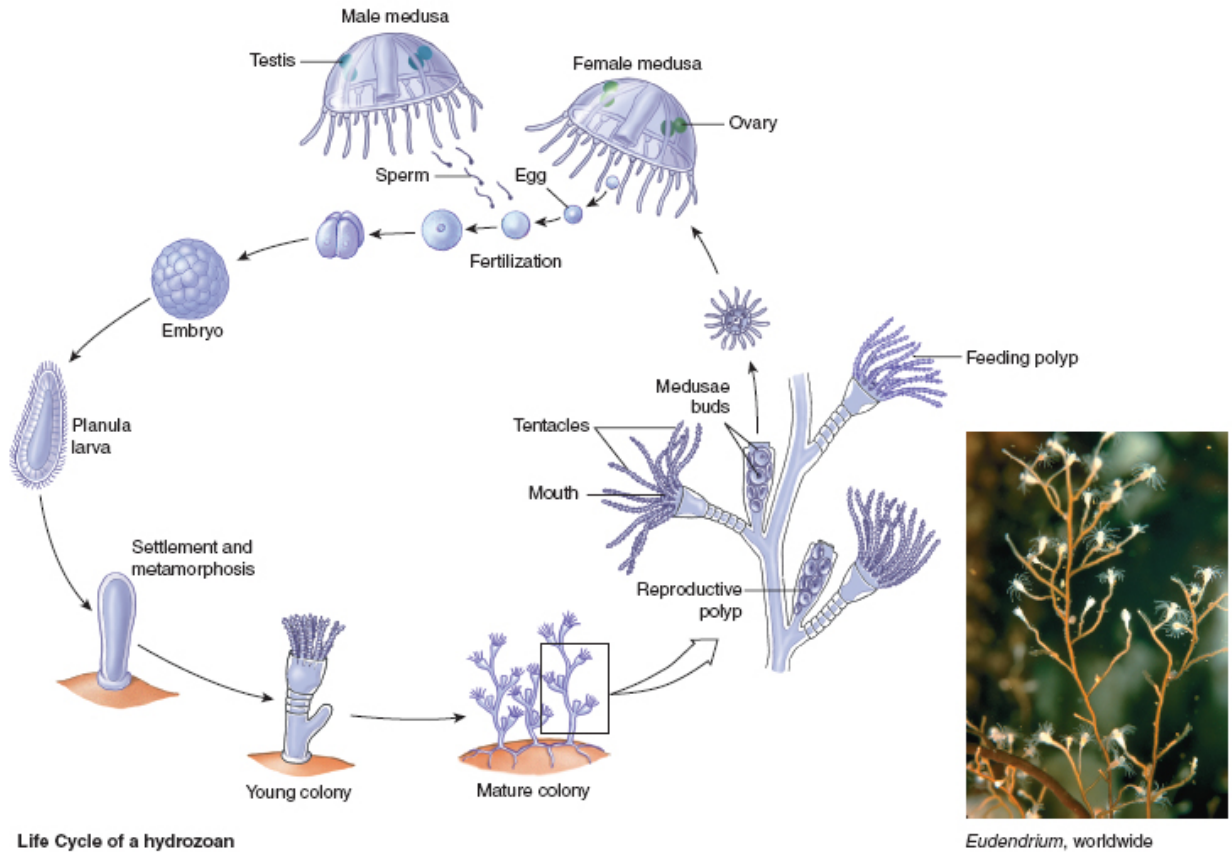 Male medusa
Testis
Female medusa
Ovary
Sperm
Egg
Fertilization
Embryo
Planula
larva
Feeding polyp
Medusae
buds
Tentacles
Mouth
Settlement and
metamorphosis
Reproductive
polyp
Young colony
Mature colony
Life Cycle of a hydrozoan
Eudendrium, worldwide